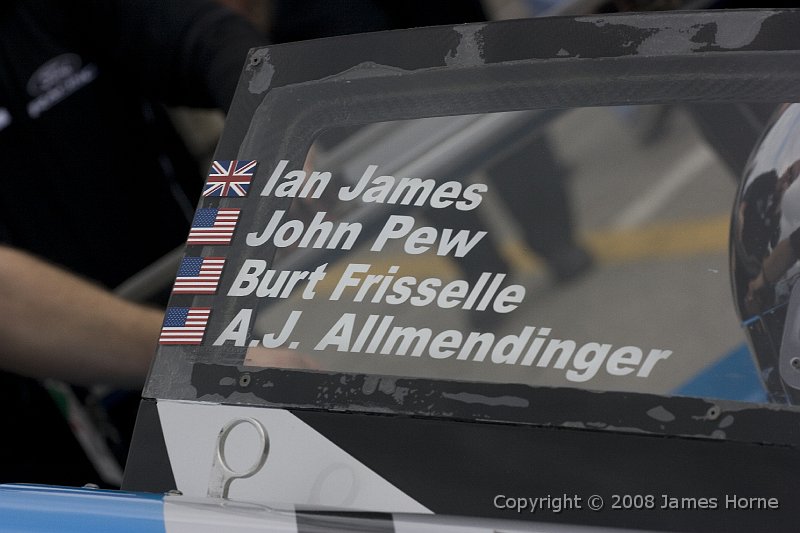 Ian James
John Pew
Burt Frisselle
A.J. Allmendinger
Copyright © 2008 James Horne